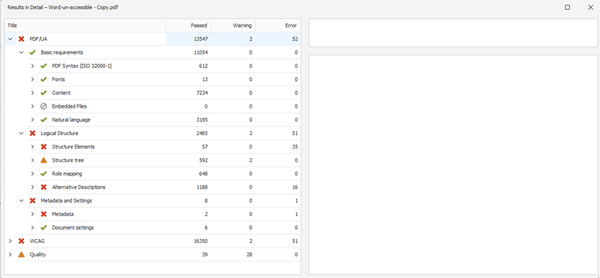 Results in Detail – Word-un-accessible - Copy.pdf
Title Passed Warning Error
PDF/UA 13547 2 52
Basic requirements 11054 0 0
PDF Syntax (ISO 32000-1) 612 0 0
Fonts 13 0 0
Content 7234 0 0
Embedded Files 0 0 0
Natural language 3195 0 0
Logical Structure 2485 2 51
Structure Elements 57 0 35
Structure tree 592 2 0
Role mapping 648 0 0
Alternative Descriptions 1188 0 16
Metadata and Settings 8 0 1
Metadata 2 0 1
Document settings 6 0 0
WCAG 16350 2 51
Quality 39 28 0